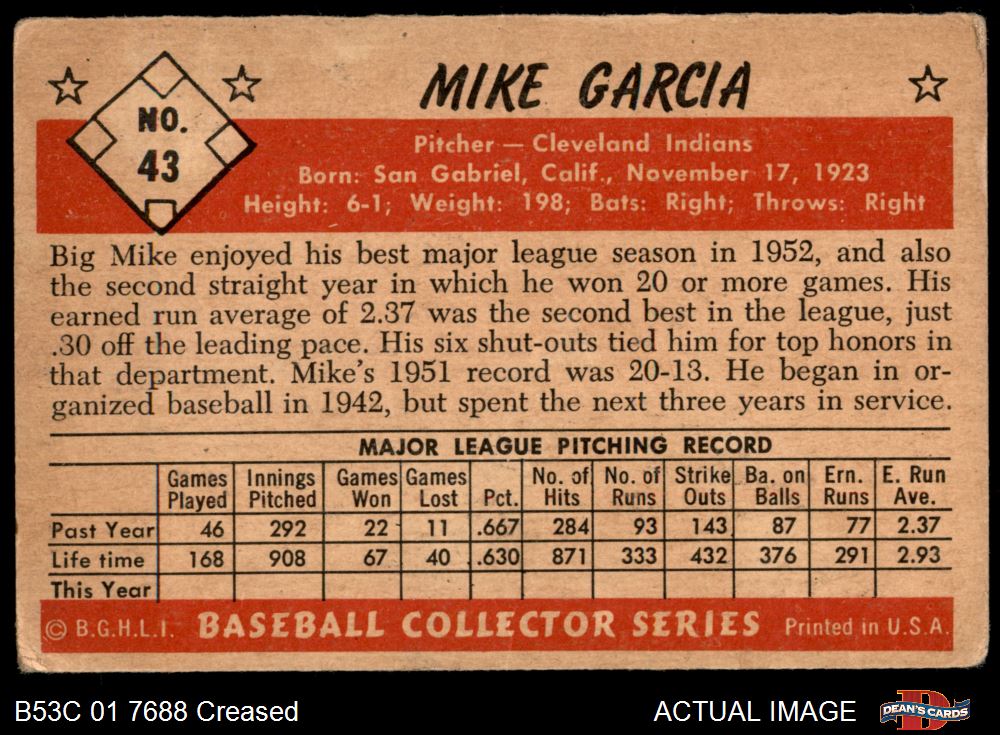 NO.
43
MIKE GARCIA
Pitcher — Cleveland Indians
Born: San Gabriel, Calif., November 17, 1923
Height: 6-1; Weight: 198; Bats: Right; Throws: Right
Big Mike enjoyed his best major league season in 1952, and also
the second straight year in which he won 20 or more games. His
earned run average of 2.37 was the second best in the league, just
.30 off the leading pace. His six shut-outs tied him for top honors in
that department. Mike's 1951 record was 20-13. He began in or-
ganized baseball in 1942, but spent the next three years in service.
MAJOR LEAGUE PITCHING RECORD
Games Played Innings Pitched Games Won Games Lost Pct. No. of Hits No. of Runs Strike Outs Ba. on Balls Ern. Runs E. Run Ave.
Past Year 46 292 22 11 .667 284 93 143 87 77 2.37
Life time 168 908 67 40 .630 871 333 432 376 291 2.93
This Year
© B.G.H.L.I. BASEBALL COLLECTOR SERIES Printed in U.S.A.
B53C 01 7688 Creased ACTUAL IMAGE DEAN'S CARDS